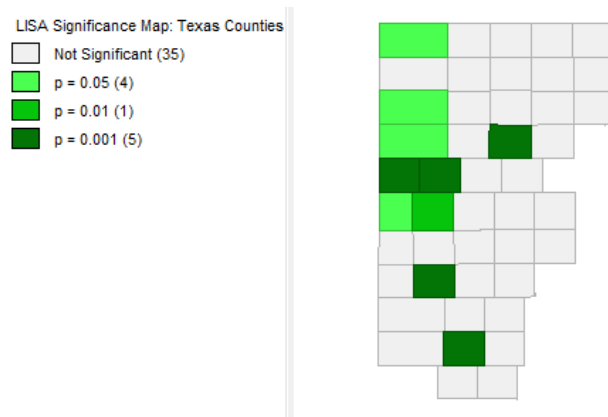 LISA Significance Map: Texas Counties
Not Significant (35)
p = 0.05 (4)
p = 0.01 (1)
p = 0.001 (5)